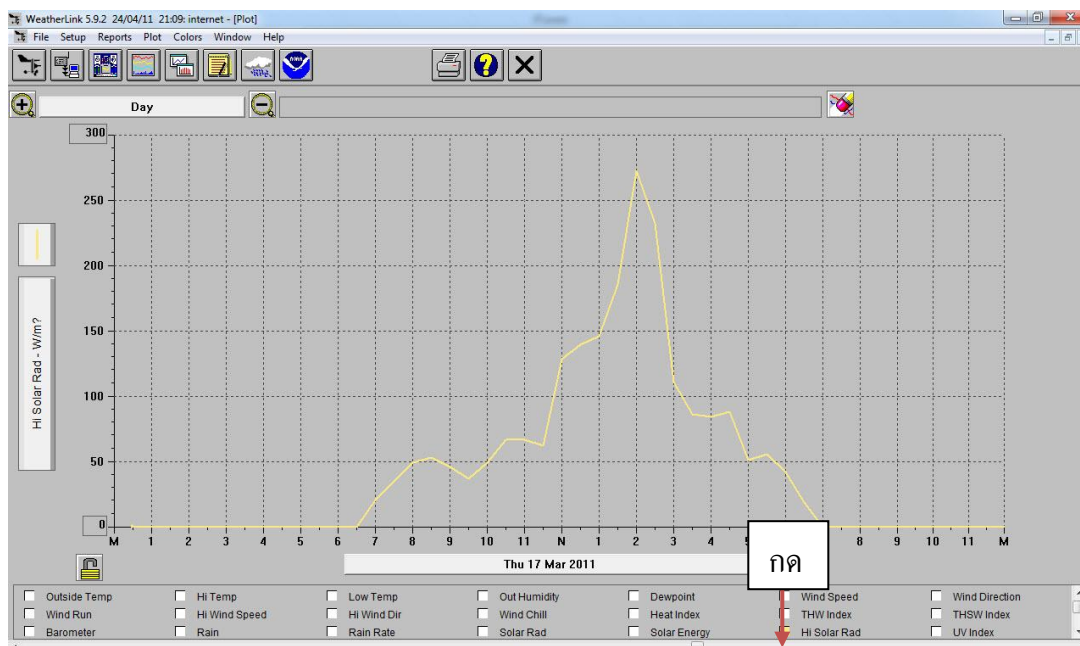 WeatherLink 5.9.2 24/04/11 21:09: internet - [Plot]
File Setup Reports Plot Colors Window Help
Day
300
250
200
150
100
50
0
Hi Solar Rad - W/m?
M 1 2 3 4 5 6 7 8 9 10 11 N 1 2 3 4 5 8 9 10 11 M
Thu 17 Mar 2011
กด
Outside Temp Hi Temp Low Temp Out Humidity Dewpoint Wind Speed Wind Direction
Wind Run Hi Wind Speed Hi Wind Dir Wind Chill Heat Index THW Index THSW Index
Barometer Rain Rain Rate Solar Rad Solar Energy Hi Solar Rad UV Index